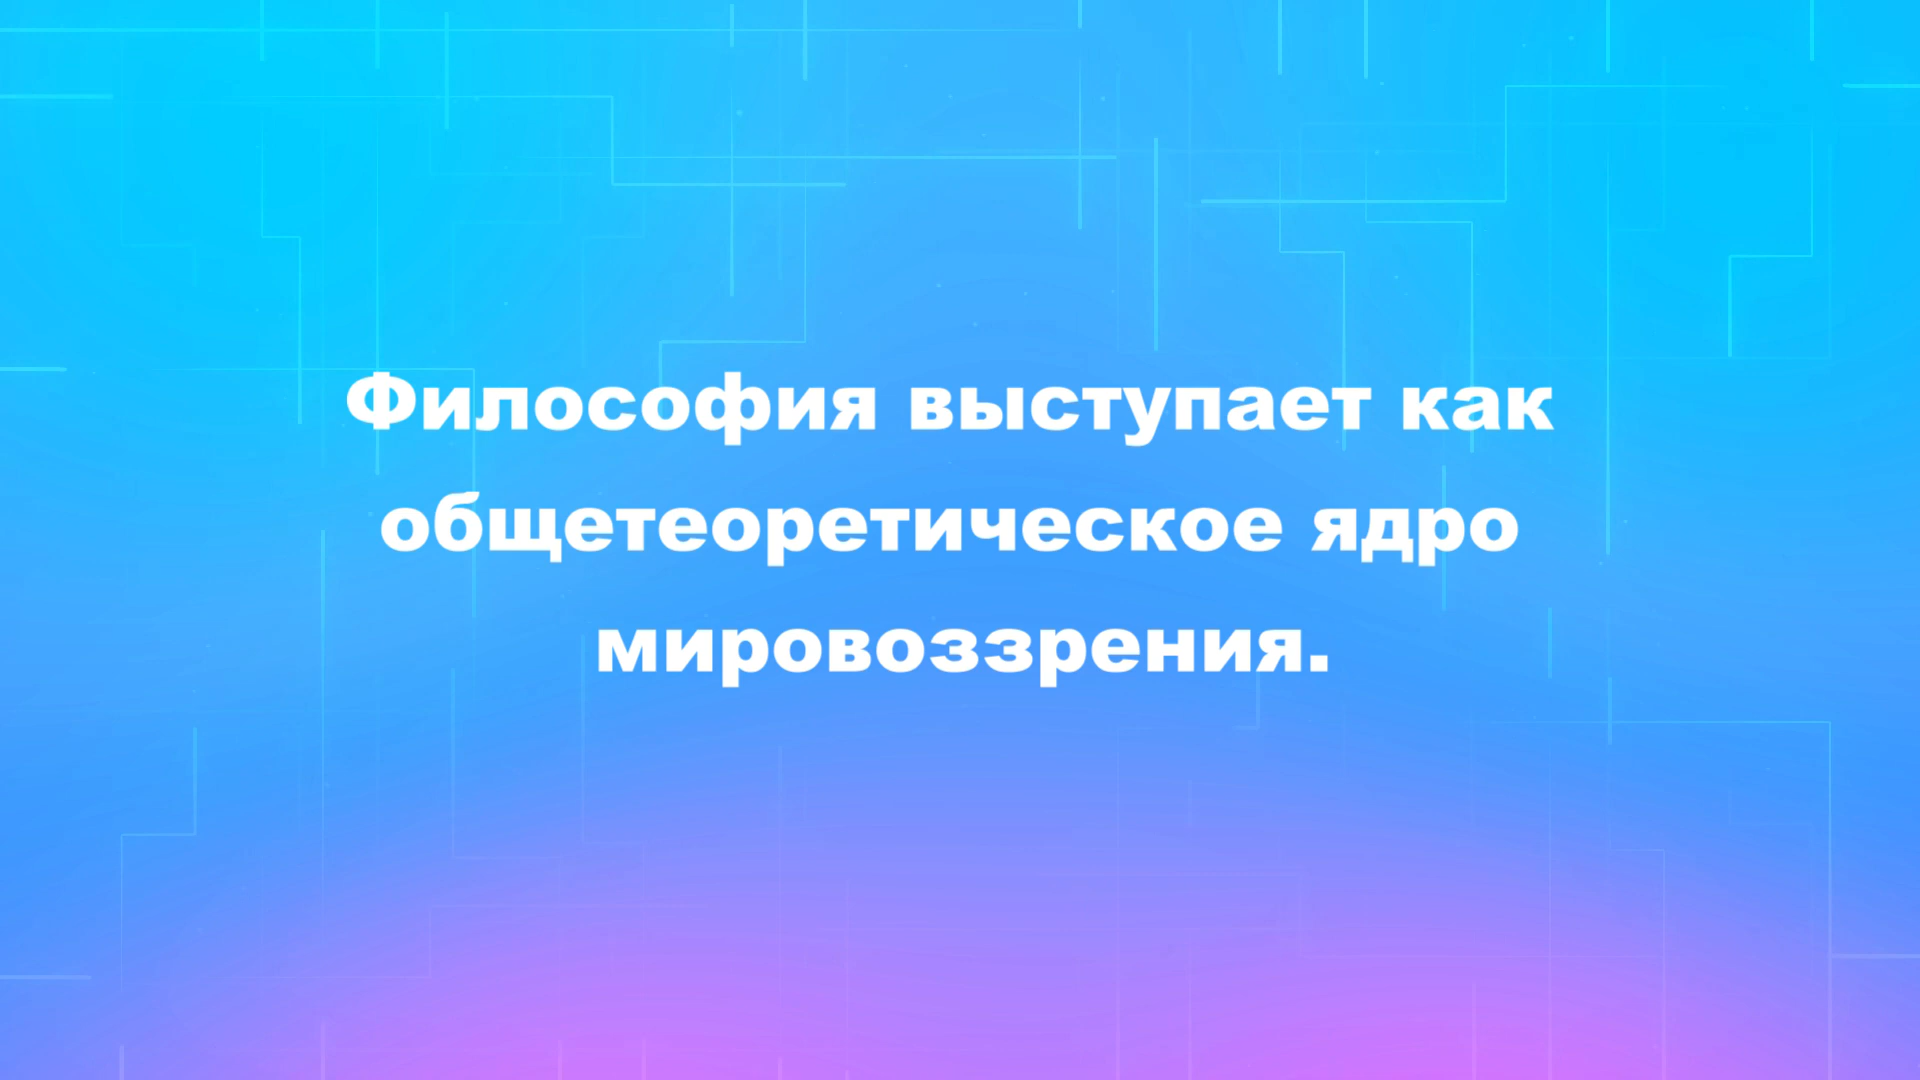 Философия выступает как
общетеоретическое ядро
мировоззрения.